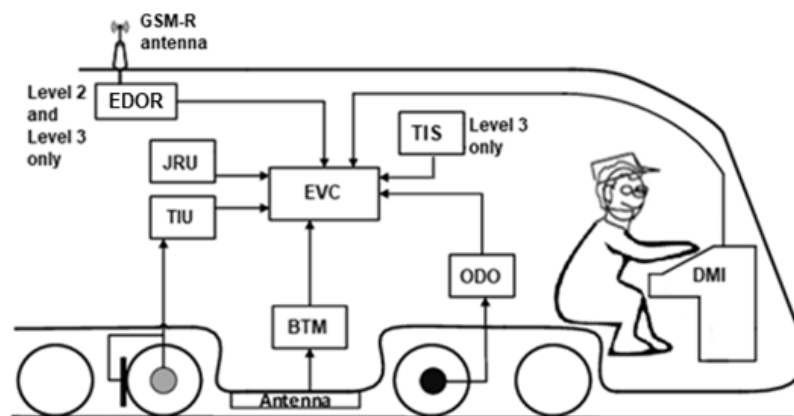 GSM-R
antenna
Level 2
and
Level 3
only
EDOR
TIS
Level 3
only
JRU
EVC
TIU
ODO
DMI
BTM
Antenna